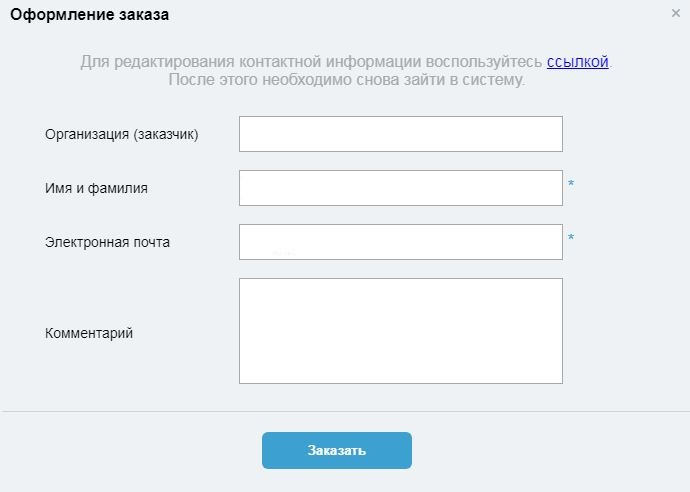 Оформление заказа
×
Для редактирования контактной информации воспользуйтесь ссылкой.
После этого необходимо снова зайти в систему.
Организация (заказчик)
Имя и фамилия *
Электронная почта *
Комментарий
Заказать